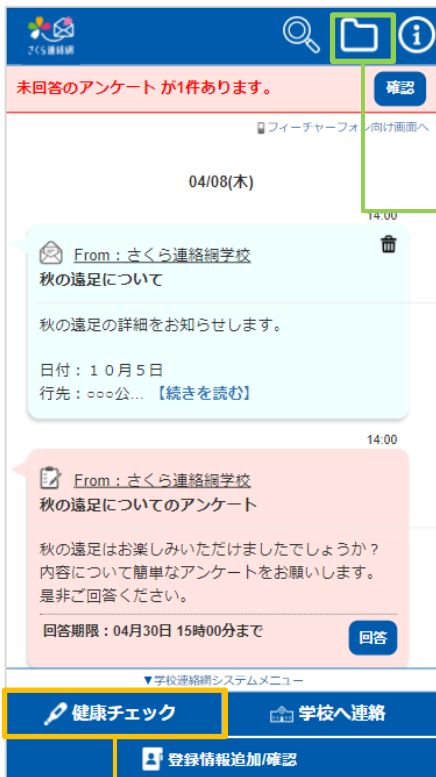 さくら連絡網
未回答のアンケート が1件あります。
確認
フィーチャーフォン向け画面へ
04/08(木)
14:00
From：さくら連絡網学校
秋の遠足について
秋の遠足の詳細をお知らせします。
日付：１０月５日
行先：○○○公... 【続きを読む】
14:00
From：さくら連絡網学校
秋の遠足についてのアンケート
秋の遠足はお楽しみいただけましたでしょうか？
内容について簡単なアンケートをお願いします。
是非ご回答ください。
回答期限：04月30日 15時00分まで
回答
▼学校連絡網システムメニュー
健康チェック
学校へ連絡
登録情報追加/確認